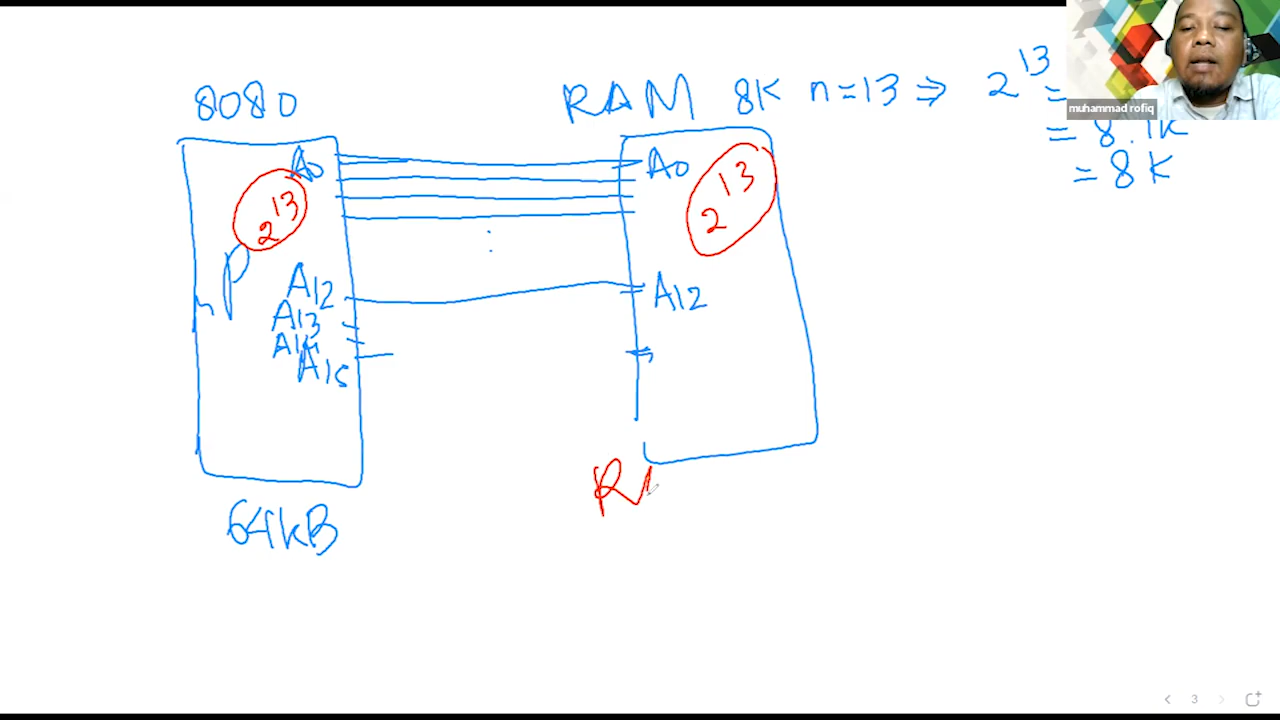 8080
RAM 8K n=13 ⇒ 2^13
=
muhammad rofiq
= 8.1K
= 8K
A0
A0
2^13
2^13
μP
A12
A12
A13
A14
A15
R
64kB
3